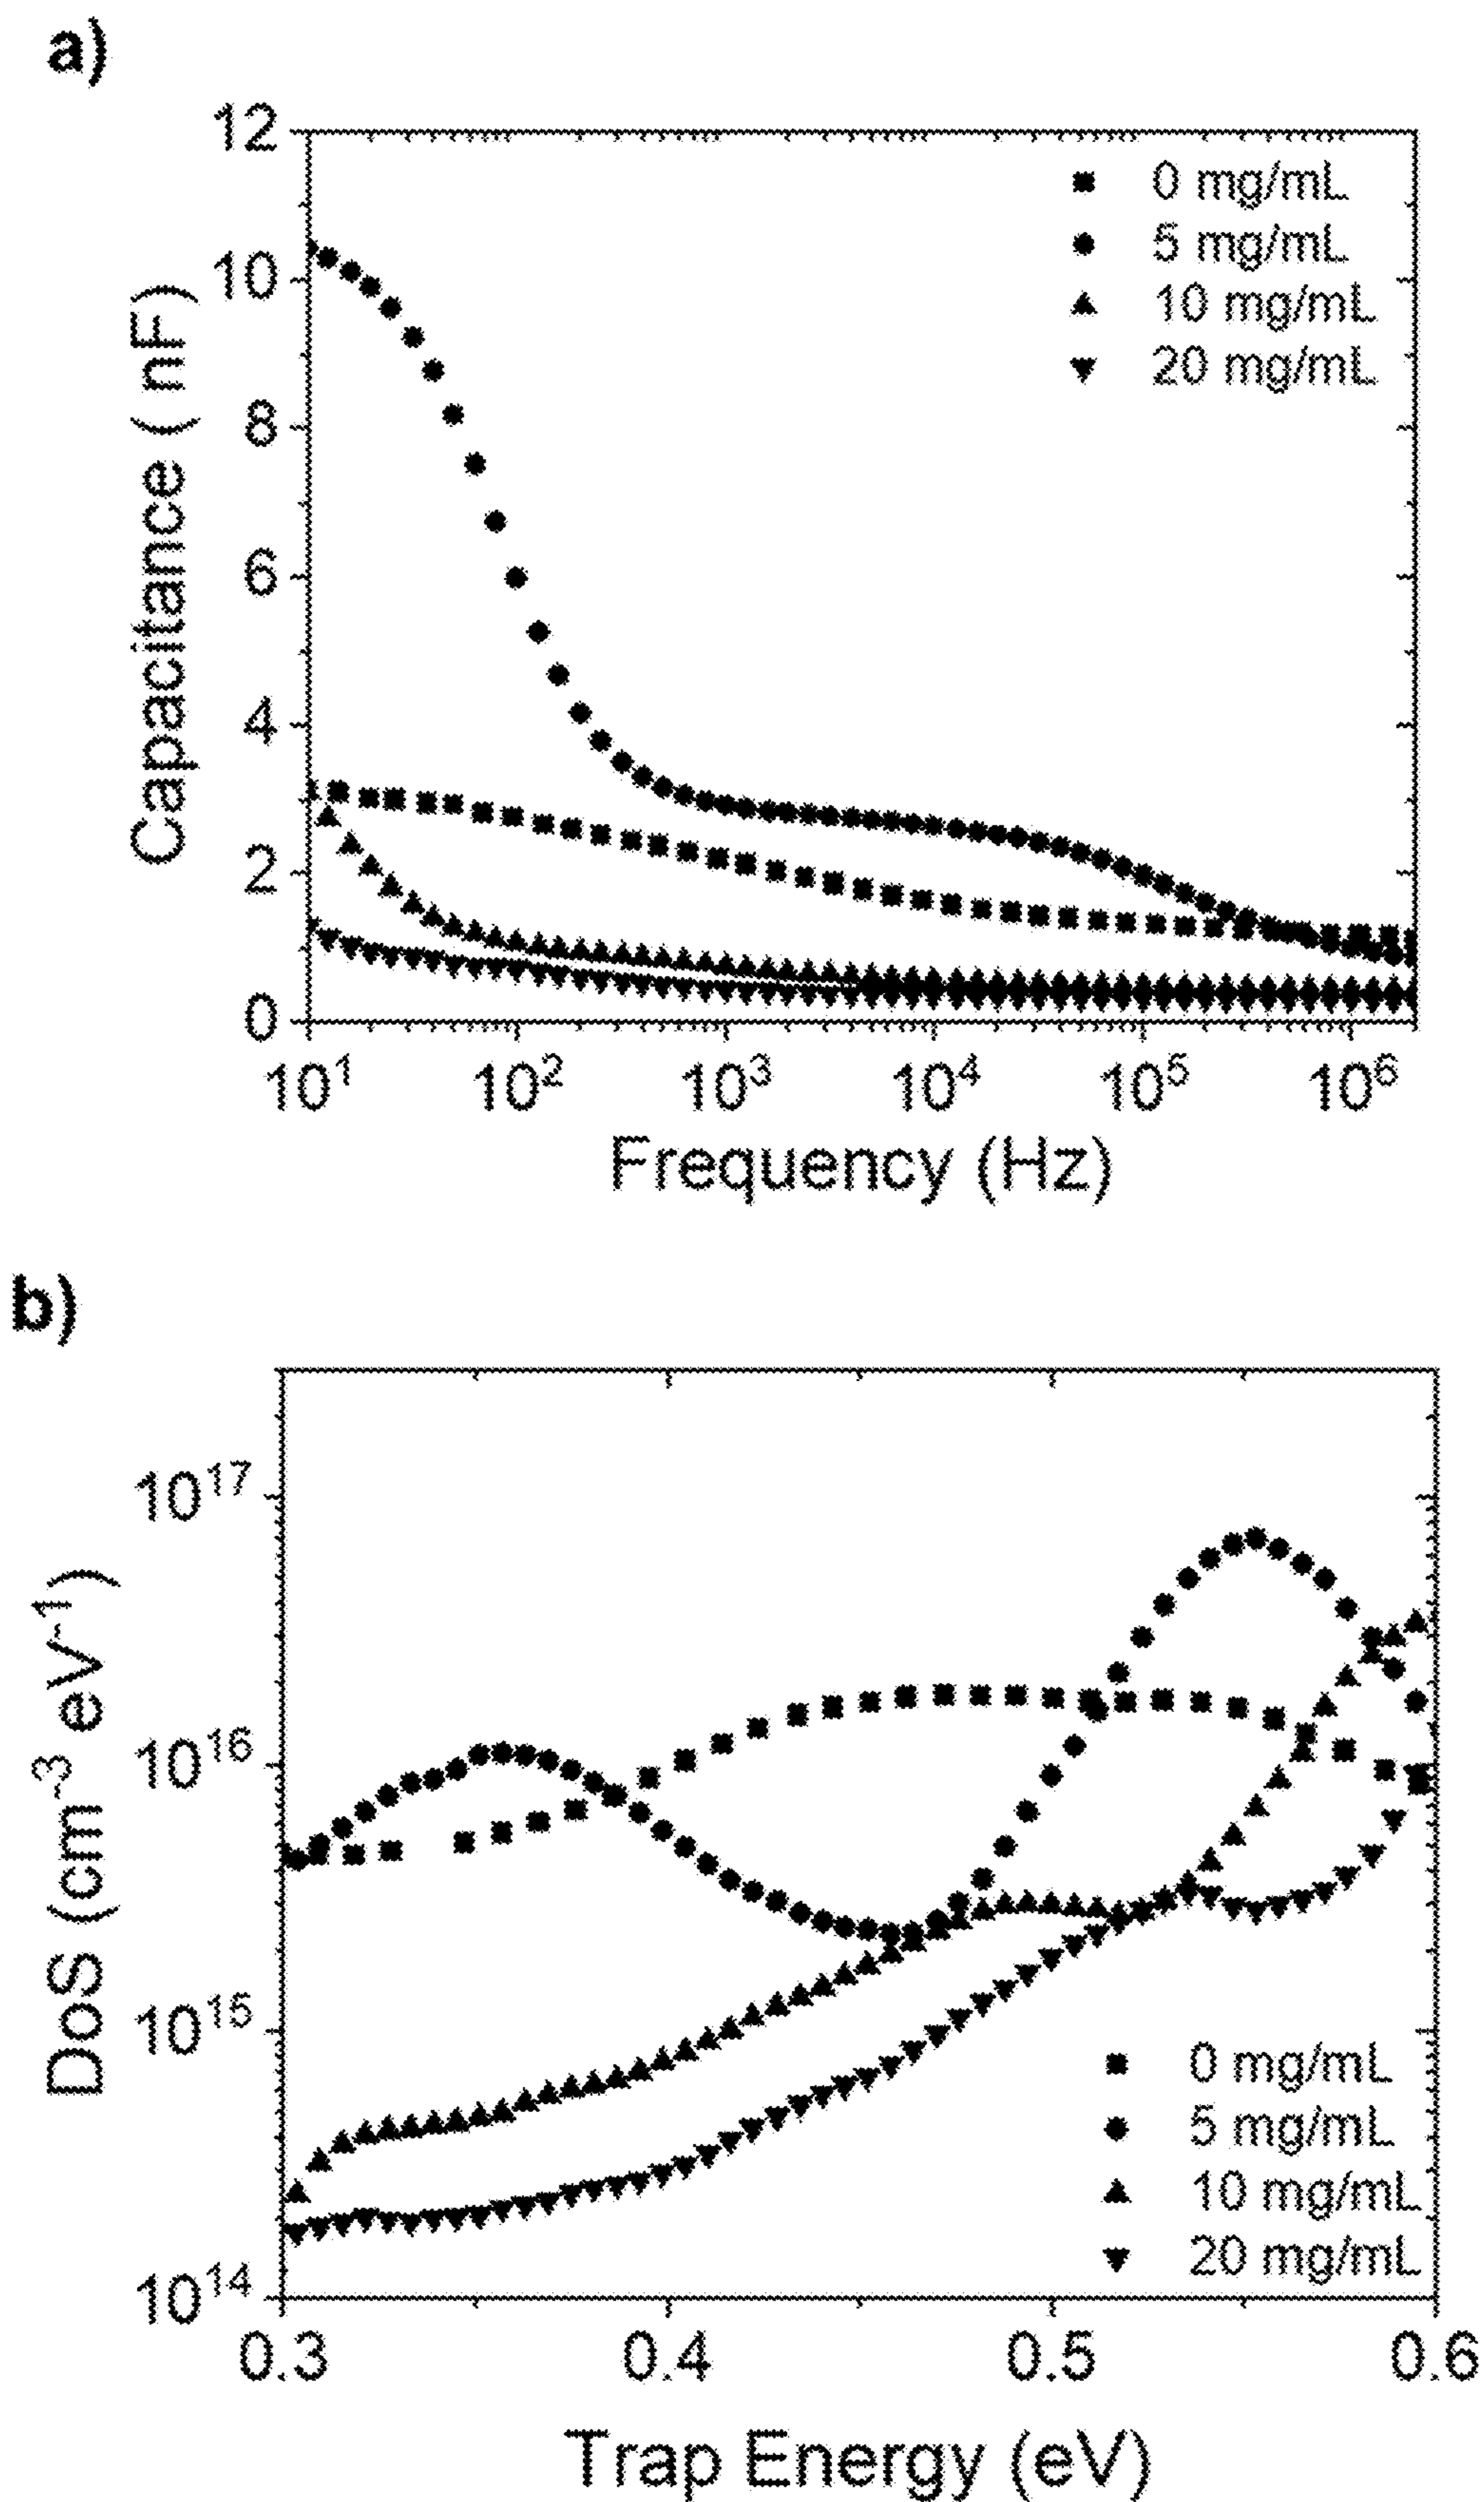 a)
12
10
8
6
4
2
0
Capacitance ( nF)
0 mg/mL
5 mg/mL
10 mg/mL
20 mg/mL
10¹ 10² 10³ 10⁴ 10⁵ 10⁶
Frequency (Hz)
b)
10¹⁷
10¹⁶
10¹⁵
10¹⁴
DoS (cm⁻³ eV⁻¹)
0 mg/mL
5 mg/mL
10 mg/mL
20 mg/mL
0.3 0.4 0.5 0.6
Trap Energy (eV)